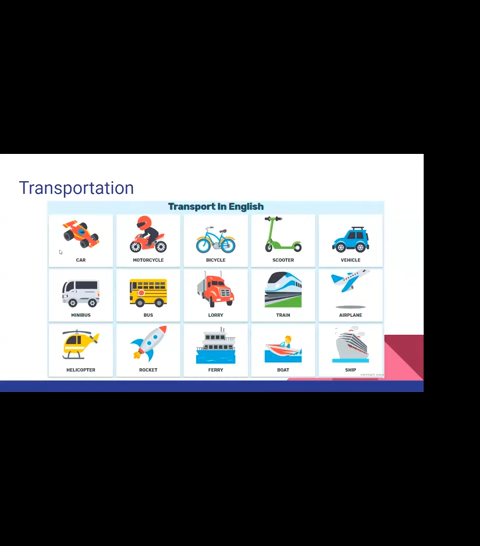 Transportation
Transport In English
CAR MOTORCYCLE BICYCLE SCOOTER VEHICLE
MINIBUS BUS LORRY TRAIN AIRPLANE
HELICOPTER ROCKET FERRY BOAT SHIP